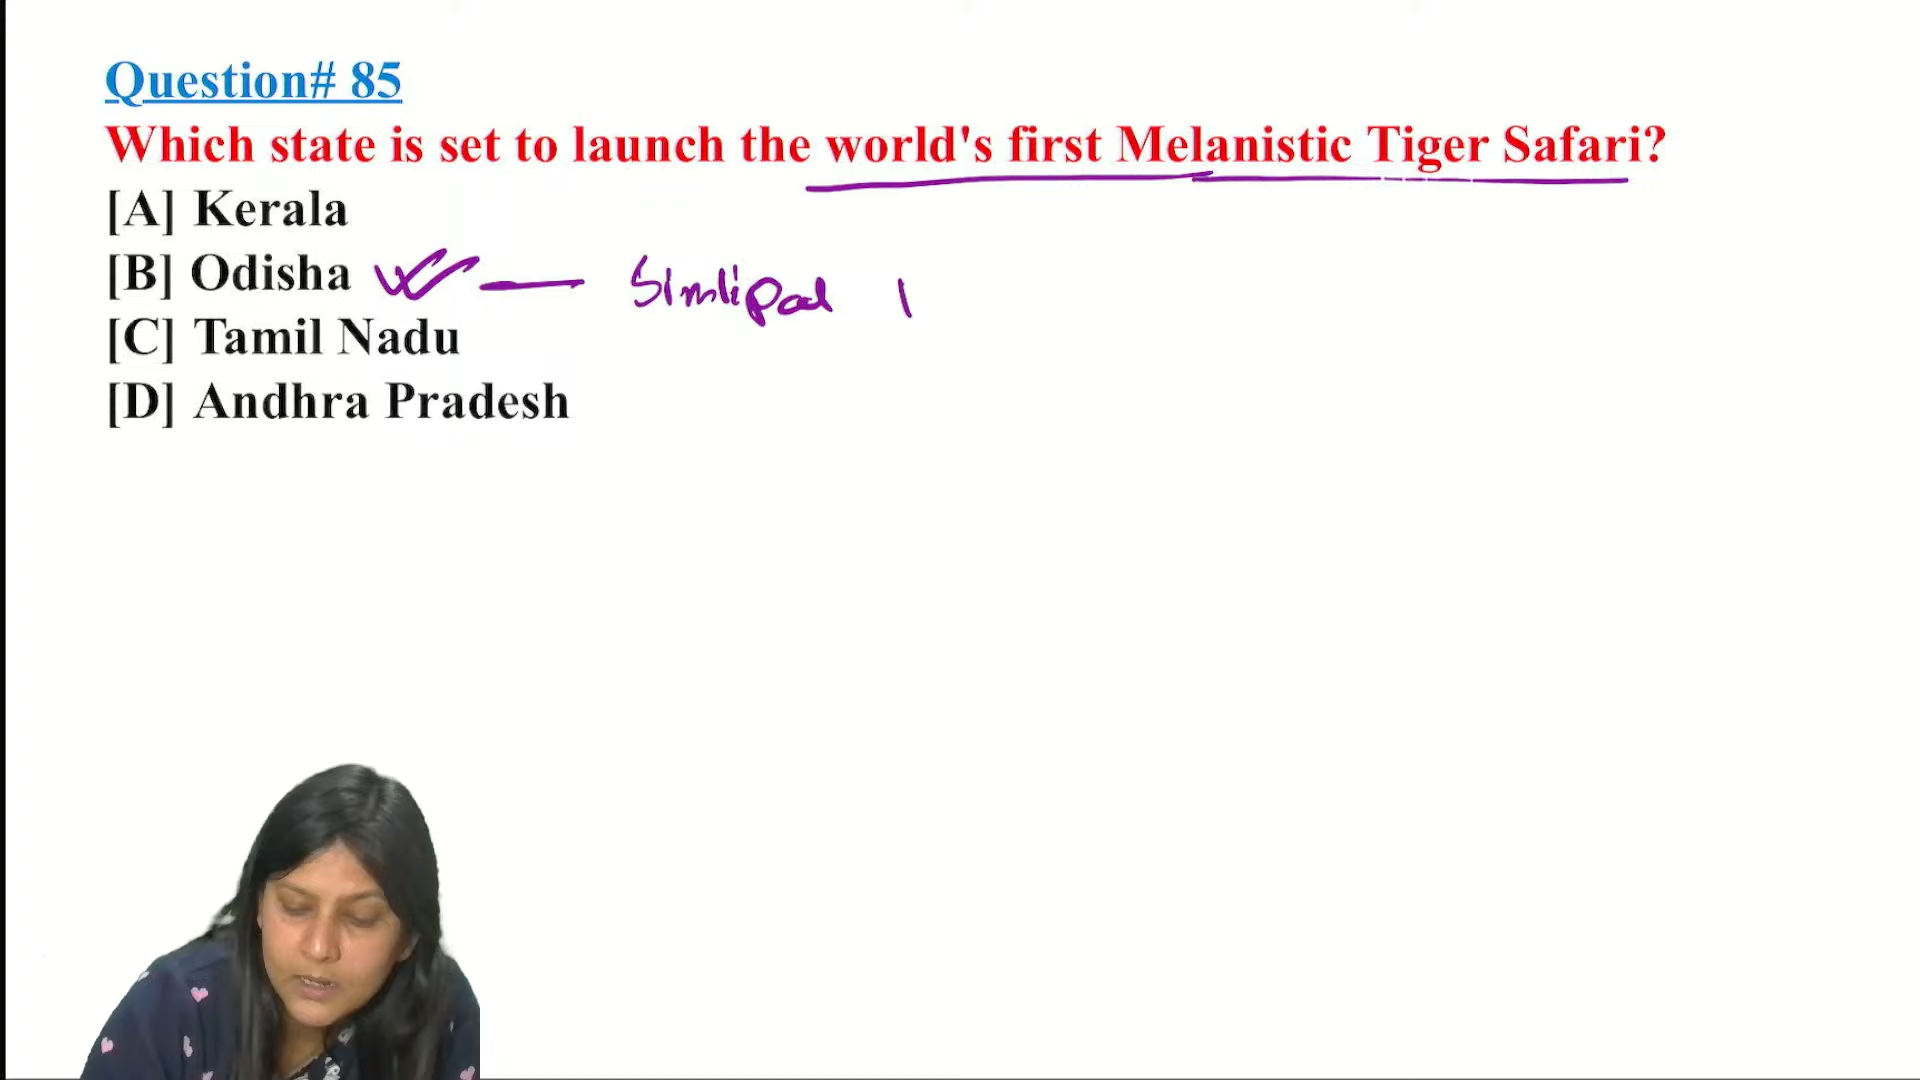 Question# 85
Which state is set to launch the world's first Melanistic Tiger Safari?
[A] Kerala
[B] Odisha — Simlipal
[C] Tamil Nadu
[D] Andhra Pradesh